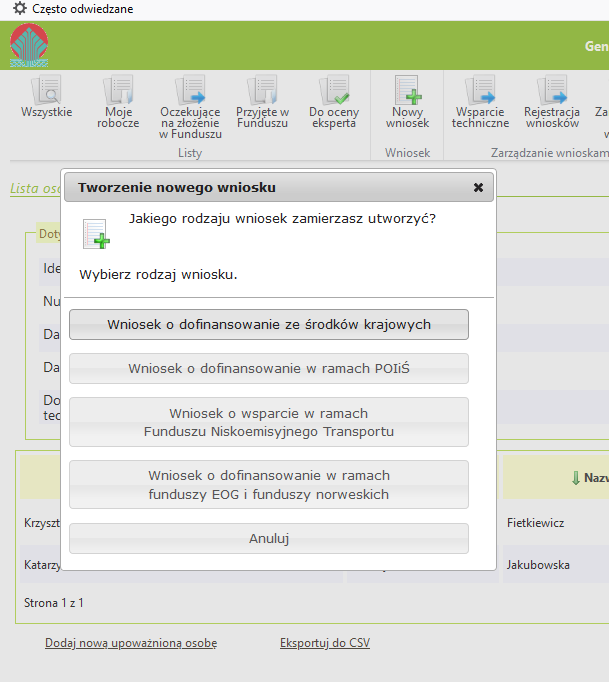 Często odwiedzane
Gen
Wszystkie
Moje
robocze
Oczekujące
na złożenie
w Funduszu
Przyjęte w
Funduszu
Do oceny
eksperta
Nowy
wniosek
Wsparcie
techniczne
Rejestracja
wniosków
Za
w
Listy
Wniosek
Zarządzanie wnioskam
Lista oso
Tworzenie nowego wniosku
Jakiego rodzaju wniosek zamierzasz utworzyć?
Wybierz rodzaj wniosku.
Wniosek o dofinansowanie ze środków krajowych
Wniosek o dofinansowanie w ramach POIiŚ
Wniosek o wsparcie w ramach
Funduszu Niskoemisyjnego Transportu
Wniosek o dofinansowanie w ramach
funduszy EOG i funduszy norweskich
Anuluj
Doty
Ide
Nu
Da
Da
Do
tec
Nazw
Krzyszt
Fietkiewicz
Katarzy
Jakubowska
Strona 1 z 1
Dodaj nową upoważnioną osobę
Eksportuj do CSV